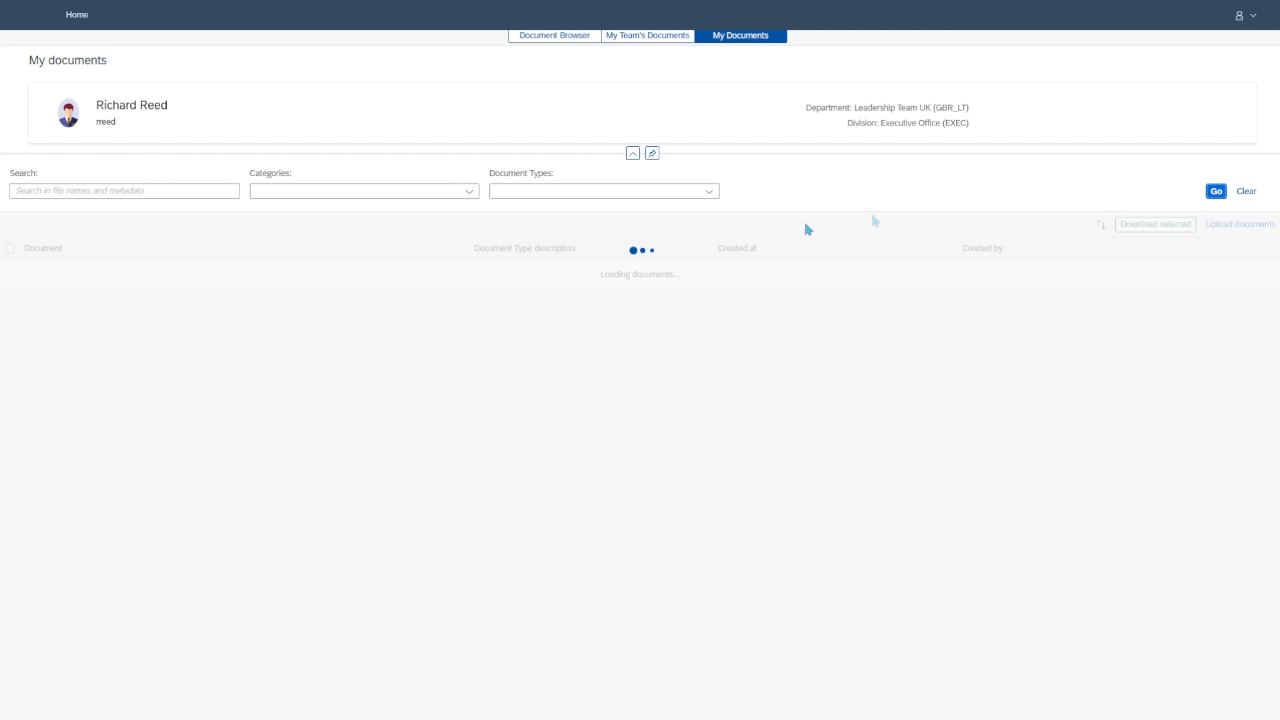 Home
Document Browser
My Team's Documents
My Documents
My documents
Richard Reed
rreed
Department: Leadership Team UK (GBR_LT)
Division: Executive Office (EXEC)
Search:
Categories:
Document Types:
Search in file names and metadata
Go
Clear
Download selected
Upload documents
Document
Document Type description
Created at
Created by
Loading documents...